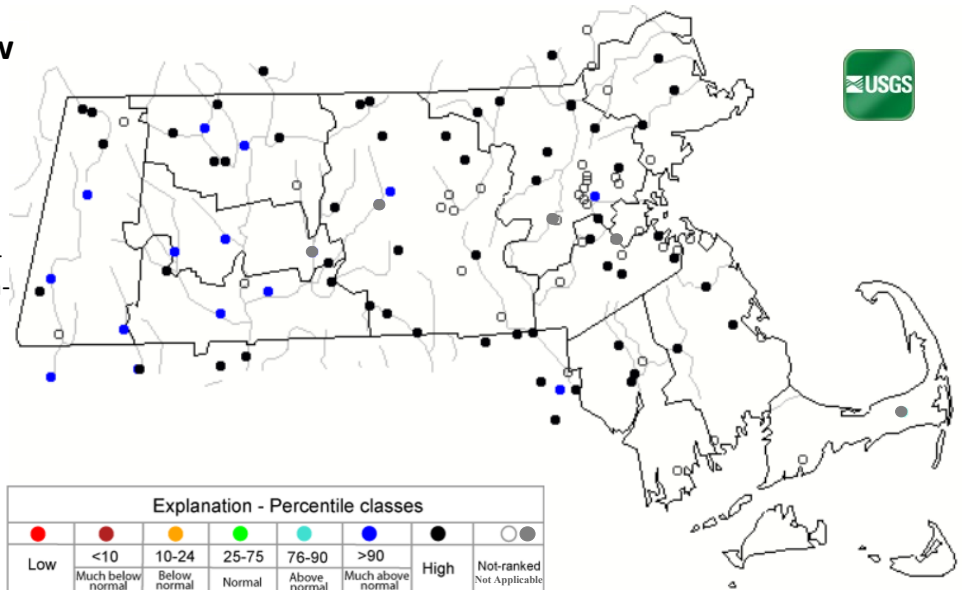 w
USGS
Explanation - Percentile classes
Low <10 10-24 25-75 76-90 >90 High Not-ranked
Much below normal Below normal Normal Above normal Much above normal Not Applicable